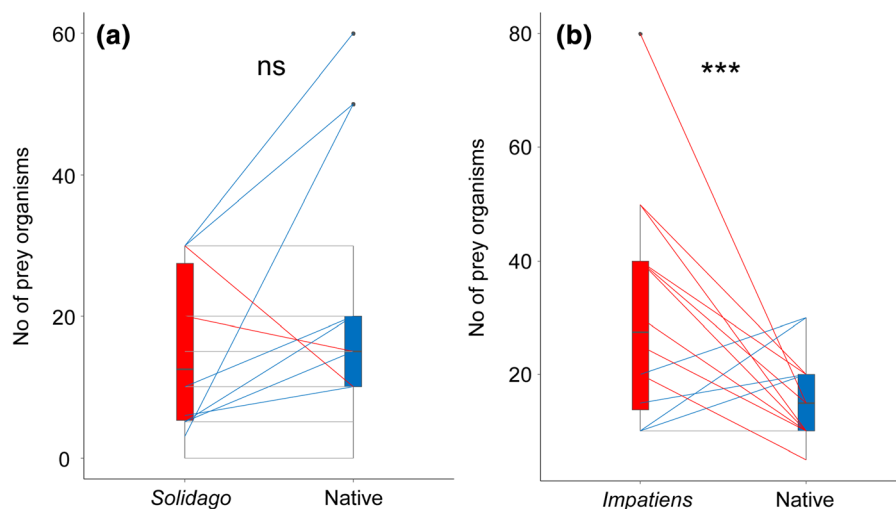 (a)
ns
No of prey organisms
60
40
20
0
Solidago Native
(b)
***
No of prey organisms
80
60
40
20
Impatiens Native